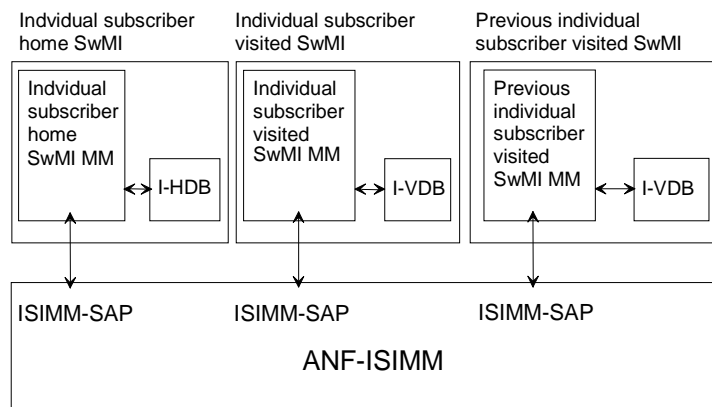 Indvidual subscriber
home SwMI
Individual subscriber
visited SwMI
Previous individual
subscriber visited SwMI
Indvidual
subscriber
home
SwMI MM
I-HDB
Individual
subscriber
visited
SwMI MM
I-VDB
Previous
individual
subscriber
visited
SwMI MM
I-VDB
ISIMM-SAP
ISIMM-SAP
ISIMM-SAP
ANF-ISIMM